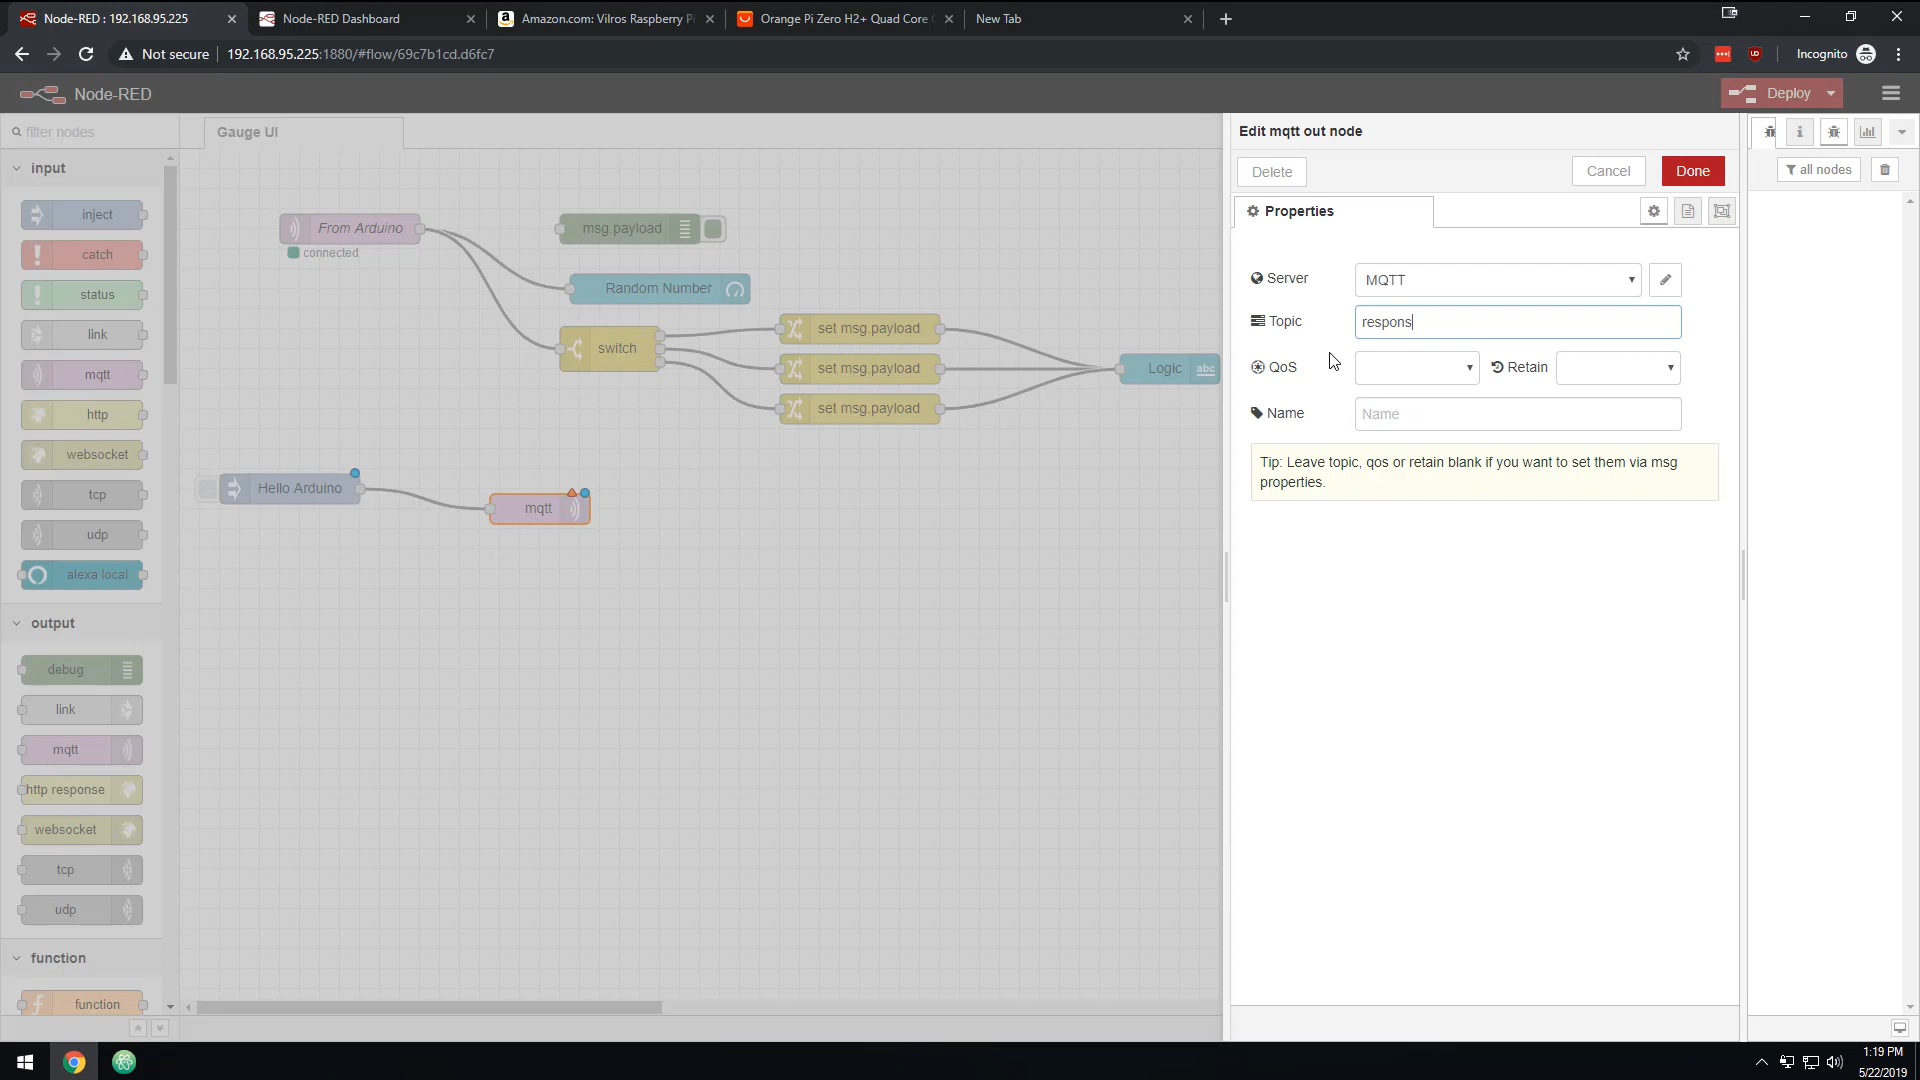 Node-RED : 192.168.95.225
Node-RED Dashboard
Amazon.com: Vilros Raspberry Pi
Orange Pi Zero H2+ Quad Core
New Tab
Not secure
192.168.95.225:1880/#flow/69c7b1cd.d6fc7
Incognito
Node-RED
Deploy
filter nodes
Gauge UI
Edit mqtt out node
Delete
Cancel
Done
all nodes
Properties
input
inject
catch
status
link
mqtt
http
websocket
tcp
udp
alexa local
output
debug
link
mqtt
http response
websocket
tcp
udp
function
function
From Arduino
connected
msg.payload
Random Number
switch
set msg.payload
set msg.payload
set msg.payload
Logic
abc
Hello Arduino
mqtt
Server
MQTT
Topic
respons
QoS
Retain
Name
Name
Tip: Leave topic, qos or retain blank if you want to set them via msg
properties.
1:19 PM
5/22/2019